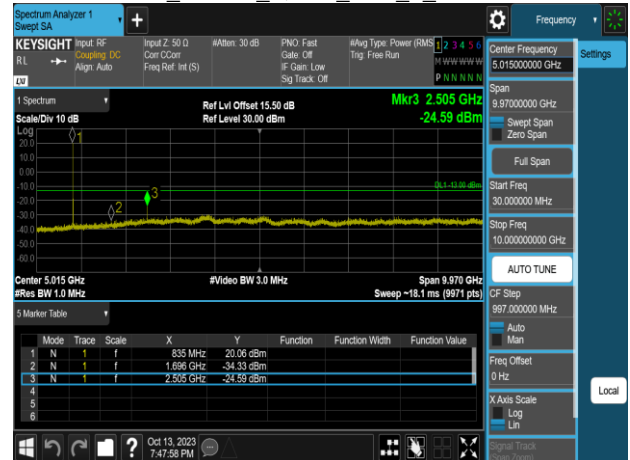 Spectrum Analyzer 1
Swept SA
+
Frequency
KEYSIGHT
RL
LXI
Input: RF
Coupling: DC
Align: Auto
Input Z: 50 Ω
Corr CCorr
Freq Ref: Int (S)
#Atten: 30 dB
PNO: Fast
Gate: Off
IF Gain: Low
Sig Track: Off
#Avg Type: Power (RMS
Trig: Free Run
1 2 3 4 5 6
M W W W W W
P N N N N N
Center Frequency
5.015000000 GHz
Settings
Span
9.97000000 GHz
Swept Span
Zero Span
Full Span
Start Freq
30.000000 MHz
Stop Freq
10.000000000 GHz
AUTO TUNE
CF Step
997.000000 MHz
Auto
Man
Freq Offset
0 Hz
X Axis Scale
Log
Lin
Signal Track
(Span Zoom)
Local
1 Spectrum
Scale/Div 10 dB
Ref Lvl Offset 15.50 dB
Ref Level 30.00 dBm
Mkr3 2.505 GHz
-24.59 dBm
Log
20.0
10.0
0.00
-10.0
-20.0
-30.0
-40.0
-50.0
-60.0
1
2
3
DL1 -13.00 dBm
Center 5.015 GHz
#Video BW 3.0 MHz
Span 9.970 GHz
#Res BW 1.0 MHz
Sweep ~18.1 ms (9971 pts)
5 Marker Table
Mode Trace Scale X Y Function Function Width Function Value
1 N 1 f 835 MHz 20.06 dBm
2 N 1 f 1.696 GHz -34.33 dBm
3 N 1 f 2.505 GHz -24.59 dBm
4
5
6
?
Oct 13, 2023
7:47:58 PM